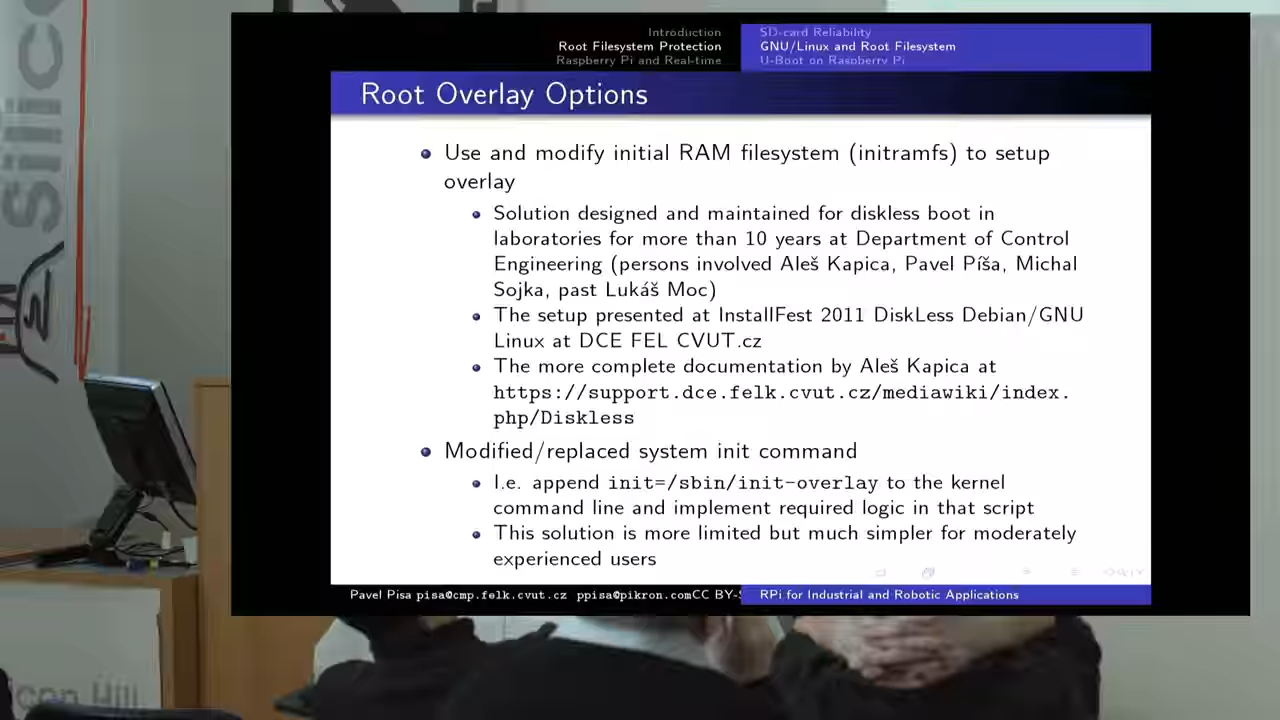 Introduction
Root Filesystem Protection
Raspberry Pi and Real-time
SD-card Reliability
GNU/Linux and Root Filesystem
U-Boot on Raspberry Pi
Root Overlay Options
Use and modify initial RAM filesystem (initramfs) to setup
overlay
Solution designed and maintained for diskless boot in
laboratories for more than 10 years at Department of Control
Engineering (persons involved Aleš Kapica, Pavel Píša, Michal
Sojka, past Lukáš Moc)
The setup presented at InstallFest 2011 DiskLess Debian/GNU
Linux at DCE FEL CVUT.cz
The more complete documentation by Aleš Kapica at
https://support.dce.felk.cvut.cz/mediawiki/index.
php/Diskless
Modified/replaced system init command
I.e. append init=/sbin/init-overlay to the kernel
command line and implement required logic in that script
This solution is more limited but much simpler for moderately
experienced users
Pavel Pisa pisa@cmp.felk.cvut.cz ppisa@pikron.comCC BY-S
RPi for Industrial and Robotic Applications
Silicon
icon Hill